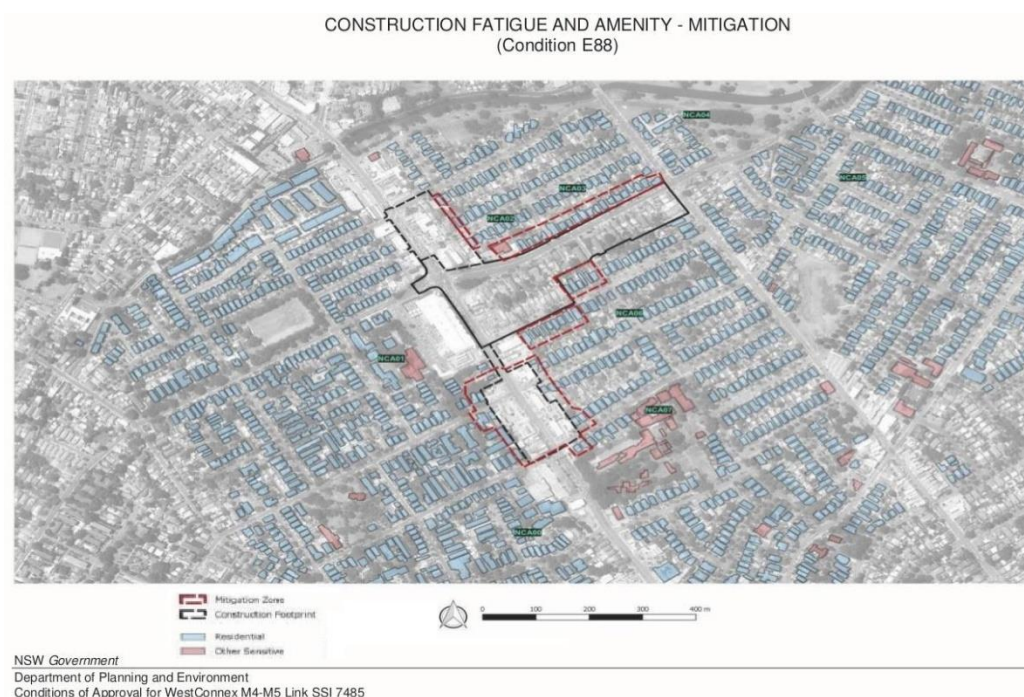 CONSTRUCTION FATIGUE AND AMENITY - MITIGATION
(Condition E88)
NCA04
NCA05
NCA03
NCA02
NCA06
NCA01
NCA07
Mitigation Zone
Construction Footprint
0 100 200 300 400 m
Residential
Other Sensitive
NSW Government
Department of Planning and Environment
Conditions of Approval for WestConnex M4-M5 Link SSI 7485